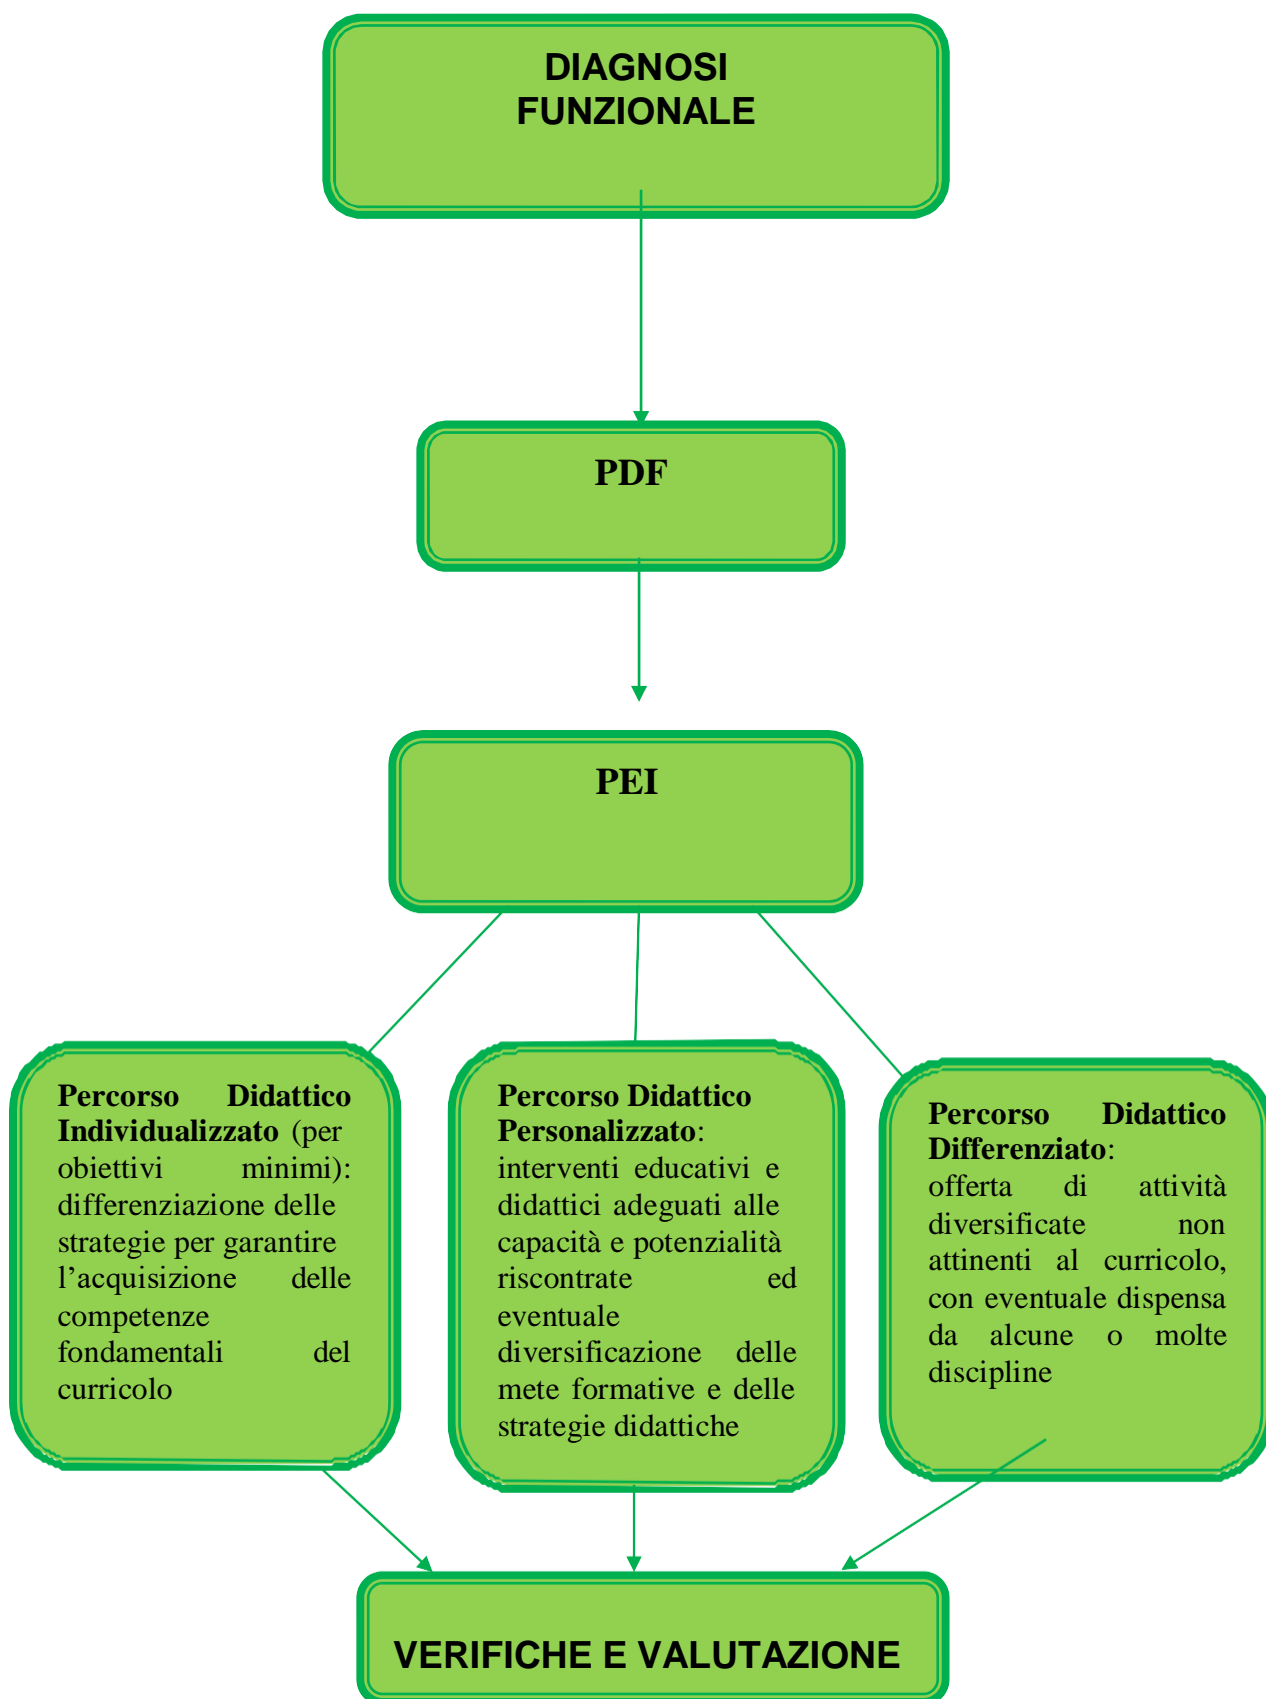 DIAGNOSI
FUNZIONALE
PDF
PEI
Percorso Didattico
Individualizzato (per
obiettivi minimi):
differenziazione delle
strategie per garantire
l’acquisizione delle
competenze
fondamentali del
curricolo
Percorso Didattico
Personalizzato:
interventi educativi e
didattici adeguati alle
capacità e potenzialità
riscontrate ed
eventuale
diversificazione delle
mete formative e delle
strategie didattiche
Percorso Didattico
Differenziato:
offerta di attività
diversificate non
attinenti al curricolo,
con eventuale dispensa
da alcune o molte
discipline
VERIFICHE E VALUTAZIONE